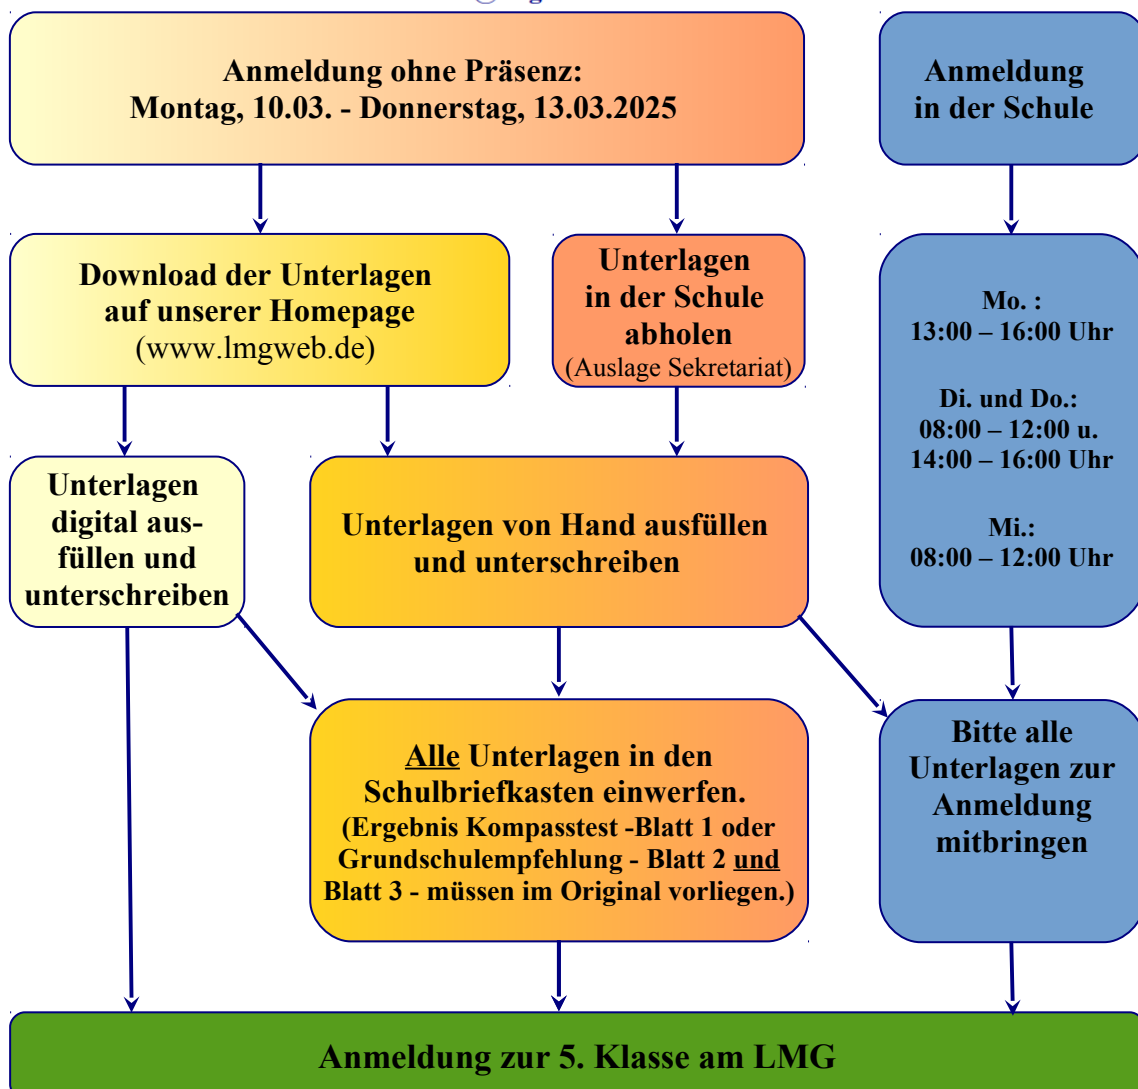 Anmeldung ohne Präsenz:
Montag, 10.03. - Donnerstag, 13.03.2025
Anmeldung
in der Schule
Download der Unterlagen
auf unserer Homepage
(www.lmgweb.de)
Unterlagen
in der Schule
abholen
(Auslage Sekretariat)
Mo. :
13:00 – 16:00 Uhr
Di. und Do.:
08:00 – 12:00 u.
14:00 – 16:00 Uhr
Mi.:
08:00 – 12:00 Uhr
Unterlagen
digital aus-
füllen und
unterschreiben
Unterlagen von Hand ausfüllen
und unterschreiben
Alle Unterlagen in den
Schulbriefkasten einwerfen.
(Ergebnis Kompasstest -Blatt 1 oder
Grundschulempfehlung - Blatt 2 und
Blatt 3 - müssen im Original vorliegen.)
Bitte alle
Unterlagen zur
Anmeldung
mitbringen
Anmeldung zur 5. Klasse am LMG